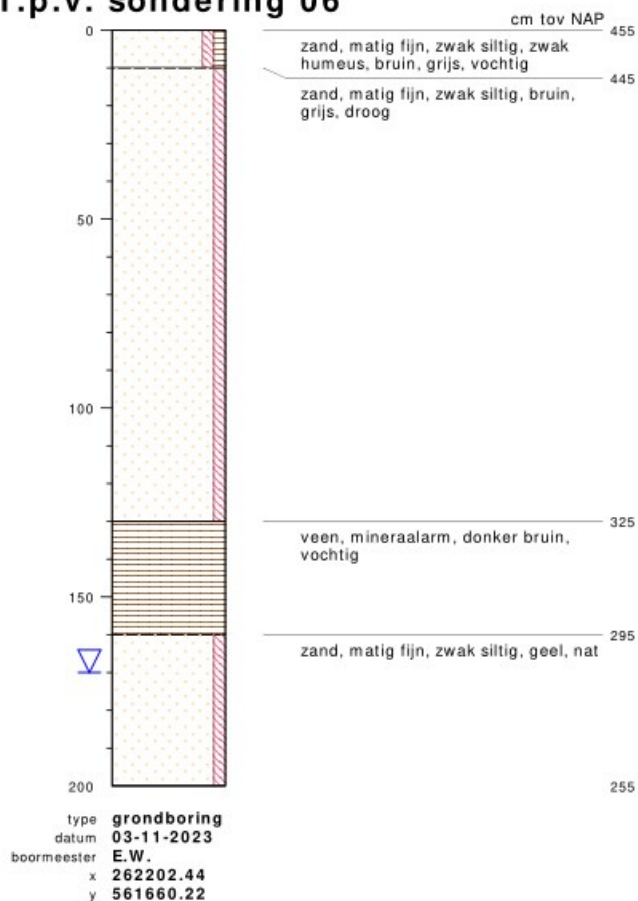 T.p.v. sondering 06
cm tov NAP
0
455
zand, matig fijn, zwak siltig, zwak
humeus, bruin, grijs, vochtig
445
zand, matig fijn, zwak siltig, bruin,
grijs, droog
50
100
325
veen, mineraalarm, donker bruin,
vochtig
150
295
zand, matig fijn, zwak siltig, geel, nat
200
255
type grondboring
datum 03-11-2023
boormeester E.W.
x 262202.44
y 561660.22